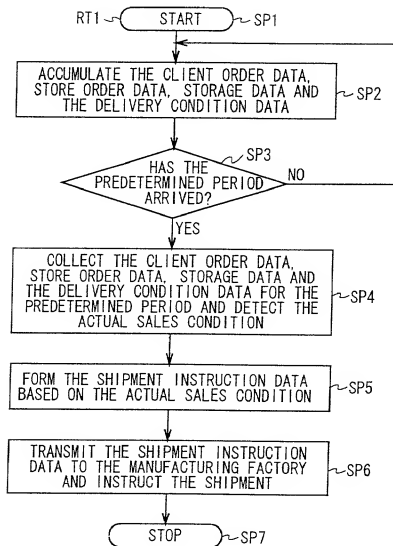 RT1 START SP1
ACCUMULATE THE CLIENT ORDER DATA,
STORE ORDER DATA, STORAGE DATA AND
THE DELIVERY CONDITION DATA
SP2
SP3
HAS THE
PREDETERMINED PERIOD
ARRIVED?
NO
YES
COLLECT THE CLIENT ORDER DATA,
STORE ORDER DATA, STORAGE DATA AND
THE DELIVERY CONDITION DATA FOR THE
PREDETERMINED PERIOD AND DETECT THE
ACTUAL SALES CONDITION
SP4
FORM THE SHIPMENT INSTRUCTION DATA
BASED ON THE ACTUAL SALES CONDITION
SP5
TRANSMIT THE SHIPMENT INSTRUCTION
DATA TO THE MANUFACTURING FACTORY
AND INSTRUCT THE SHIPMENT
SP6
STOP SP7